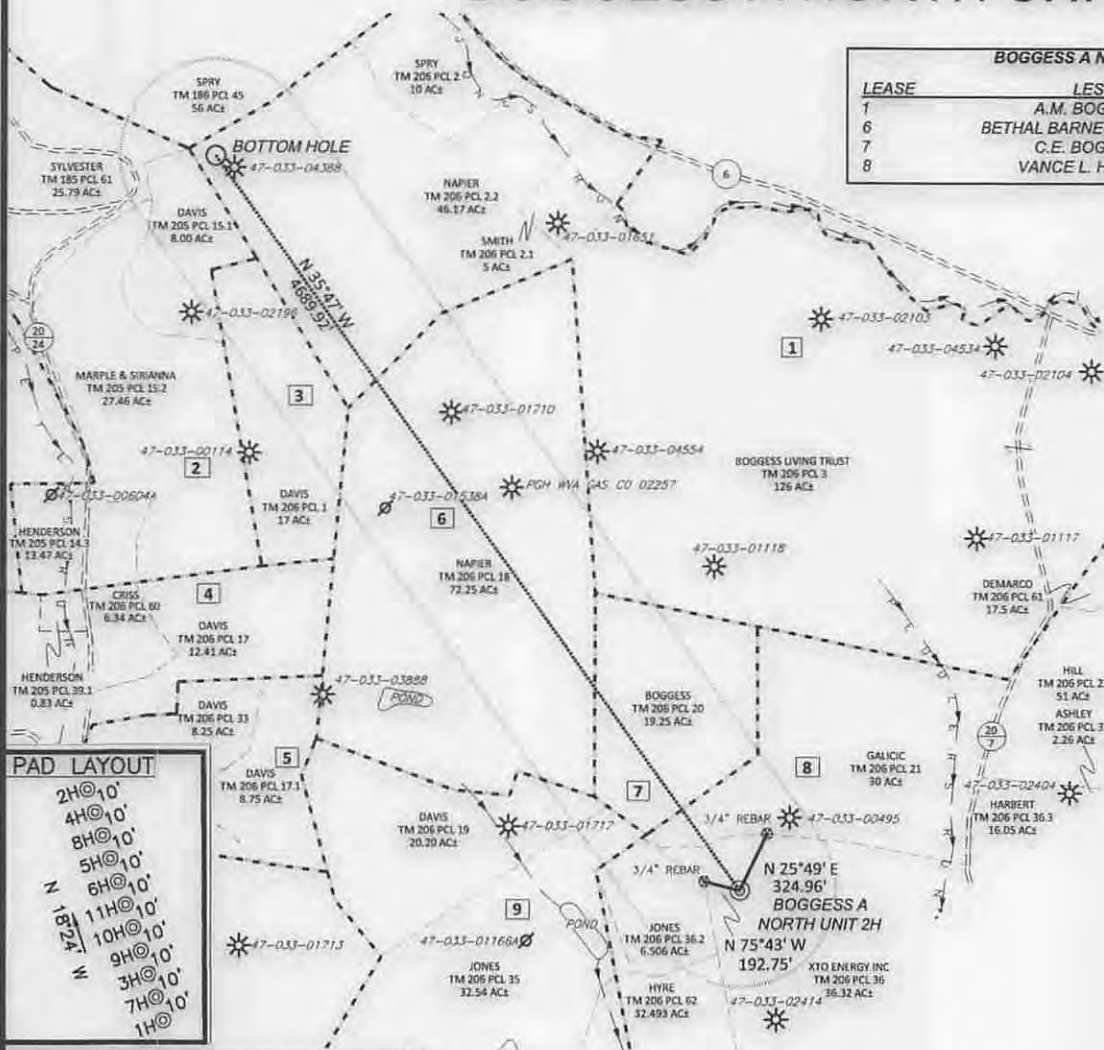 BOGGESS A N
LEASE LES
1 A.M. BOG
6 BETHAL BARNE
7 C.E. BOG
8 VANCE L. H
SPRY
TM 206 PCL 2
10 AC±
SPRY
TM 186 PCL 45
56 AC±
BOTTOM HOLE
47-033-04388
SYLVESTER
TM 185 PCL 61
25.79 AC±
6
NAPIER
TM 206 PCL 2.2
46.17 AC±
DAVIS
TM 205 PCL 15.1
8.00 AC±
47-033-01651
SMITH
TM 206 PCL 2.1
5 AC±
N 35°47' W
4689.92'
47-033-02196
47-033-02103
20
24
1
47-033-04534
47-033-02104
MARPLE & SIRIANNA
TM 205 PCL 15.2
27.46 AC±
3
47-033-01710
47-033-00114
2
47-033-04554
BOGGESS LIVING TRUST
TM 206 PCL 3
126 AC±
47-033-00604A
DAVIS
TM 206 PCL 1
17 AC±
47-033-01538A
PGH WVA GAS CO 02257
6
HENDERSON
TM 205 PCL 14.3
13.47 AC±
47-033-01117
47-033-01118
NAPIER
TM 206 PCL 18
72.25 AC±
CRISS
TM 206 PCL 60
6.34 AC±
4
DEMARCO
TM 206 PCL 61
17.5 AC±
DAVIS
TM 206 PCL 17
12.41 AC±
HENDERSON
TM 205 PCL 39.1
0.83 AC±
47-033-03888
POND
HILL
TM 206 PCL 2
51 AC±
BOGGESS
TM 206 PCL 20
19.25 AC±
DAVIS
TM 206 PCL 33
8.25 AC±
ASHLEY
TM 206 PCL 3
2.26 AC±
20
7
5
DAVIS
TM 206 PCL 17.1
8.75 AC±
GALICIC
TM 206 PCL 21
30 AC±
8
7
47-033-02404
HARBERT
TM 206 PCL 36.3
16.05 AC±
DAVIS
TM 206 PCL 19
20.20 AC±
47-033-01717
3/4" REBAR
47-033-00495
3/4" REBAR
N 25°49' E
324.96'
BOGGESS A
NORTH UNIT 2H
N 75°43' W
192.75'
9
POND
47-033-01713
47-033-01166A
JONES
TM 206 PCL 36.2
6.506 AC±
JONES
TM 206 PCL 35
32.54 AC±
XTO ENERGY INC
TM 206 PCL 36
36.32 AC±
HYRE
TM 206 PCL 62
32.493 AC±
47-033-02414
PAD LAYOUT
2H 10'
4H 10'
8H 10'
5H 10'
6H 10'
11H 10'
10H 10'
9H 10'
3H 10'
7H 10'
1H
N 18°24' W